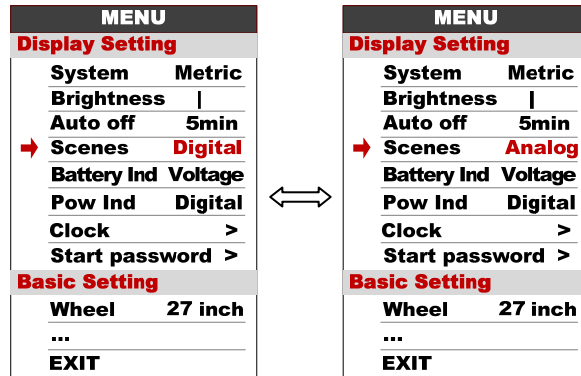 MENU
Display Setting
System Metric
Brightness |
Auto off 5min
Scenes Digital
Battery Ind Voltage
Pow Ind Digital
Clock >
Start password >
Basic Setting
Wheel 27 inch
...
EXIT
MENU
Display Setting
System Metric
Brightness |
Auto off 5min
Scenes Analog
Battery Ind Voltage
Pow Ind Digital
Clock >
Start password >
Basic Setting
Wheel 27 inch
...
EXIT